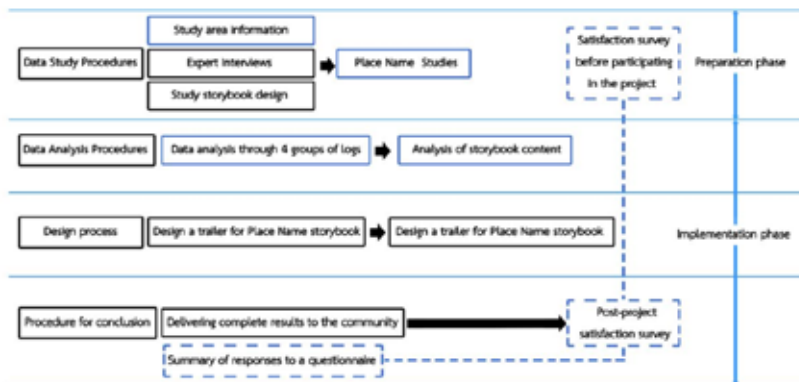 Study area information
Data Study Procedures
Expert Interviews
Place Name Studies
Study storybook design
Satisfaction survey
before participating
in the project
Preparation phase
Data Analysis Procedures
Data analysis through 4 groups of logs
Analysis of storybook content
Design process
Design a trailer for Place Name storybook
Design a trailer for Place Name storybook
Implementation phase
Procedure for conclusion
Delivering complete results to the community
Post-project
satisfaction survey
Summary of responses to a questionnaire